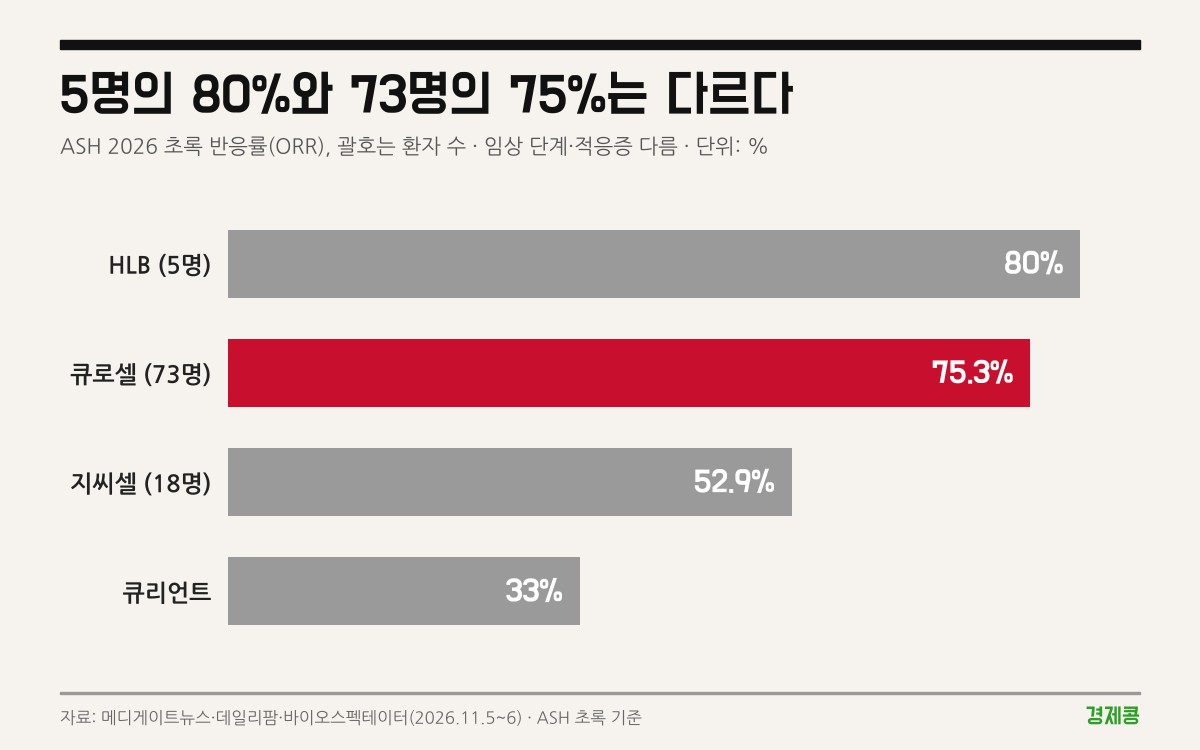 5명의 80%와 73명의 75%는 다르다
ASH 2026 초록 반응률(ORR), 괄호는 환자 수 · 임상 단계·적응증 다름 · 단위: %
HLB (5명) 80%
큐로셀 (73명) 75.3%
지씨셀 (18명) 52.9%
큐리언트 33%
자료: 메디게이트뉴스·데일리팜·바이오스펙테이터(2026.11.5~6) · ASH 초록 기준
경제콩